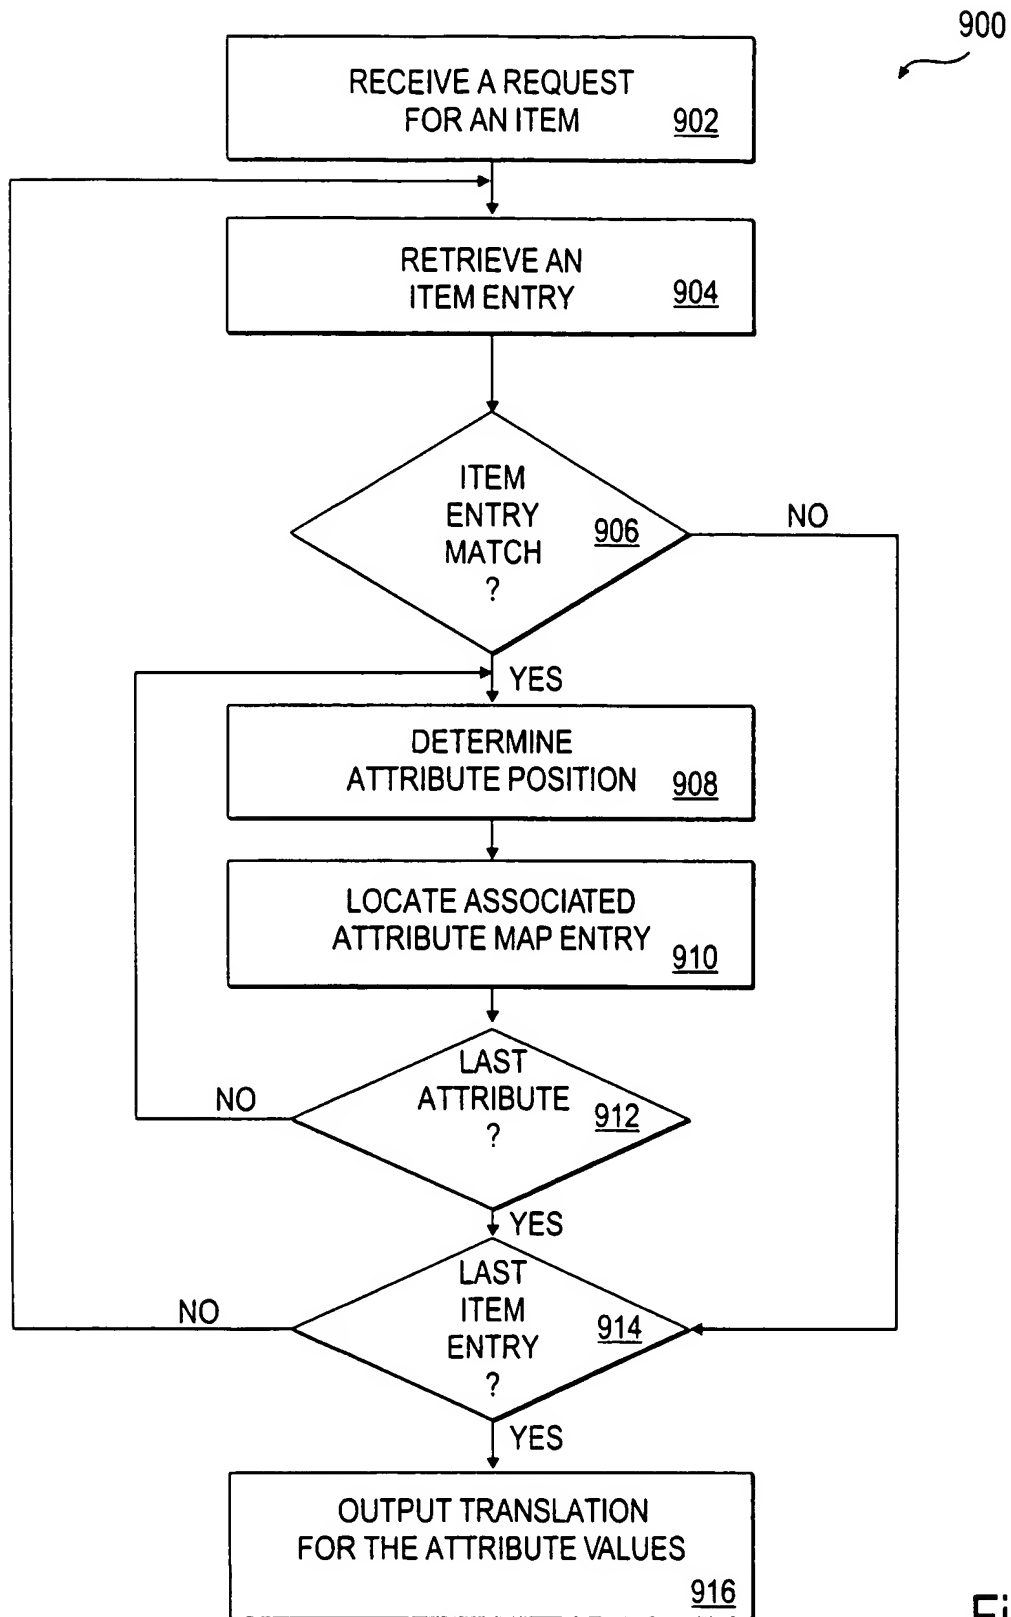 900
RECEIVE A REQUEST
FOR AN ITEM
902
RETRIEVE AN
ITEM ENTRY
904
ITEM
ENTRY
MATCH
?
906
NO
YES
DETERMINE
ATTRIBUTE POSITION
908
LOCATE ASSOCIATED
ATTRIBUTE MAP ENTRY
910
LAST
ATTRIBUTE
?
912
NO
YES
LAST
ITEM
ENTRY
?
914
NO
YES
OUTPUT TRANSLATION
FOR THE ATTRIBUTE VALUES
916